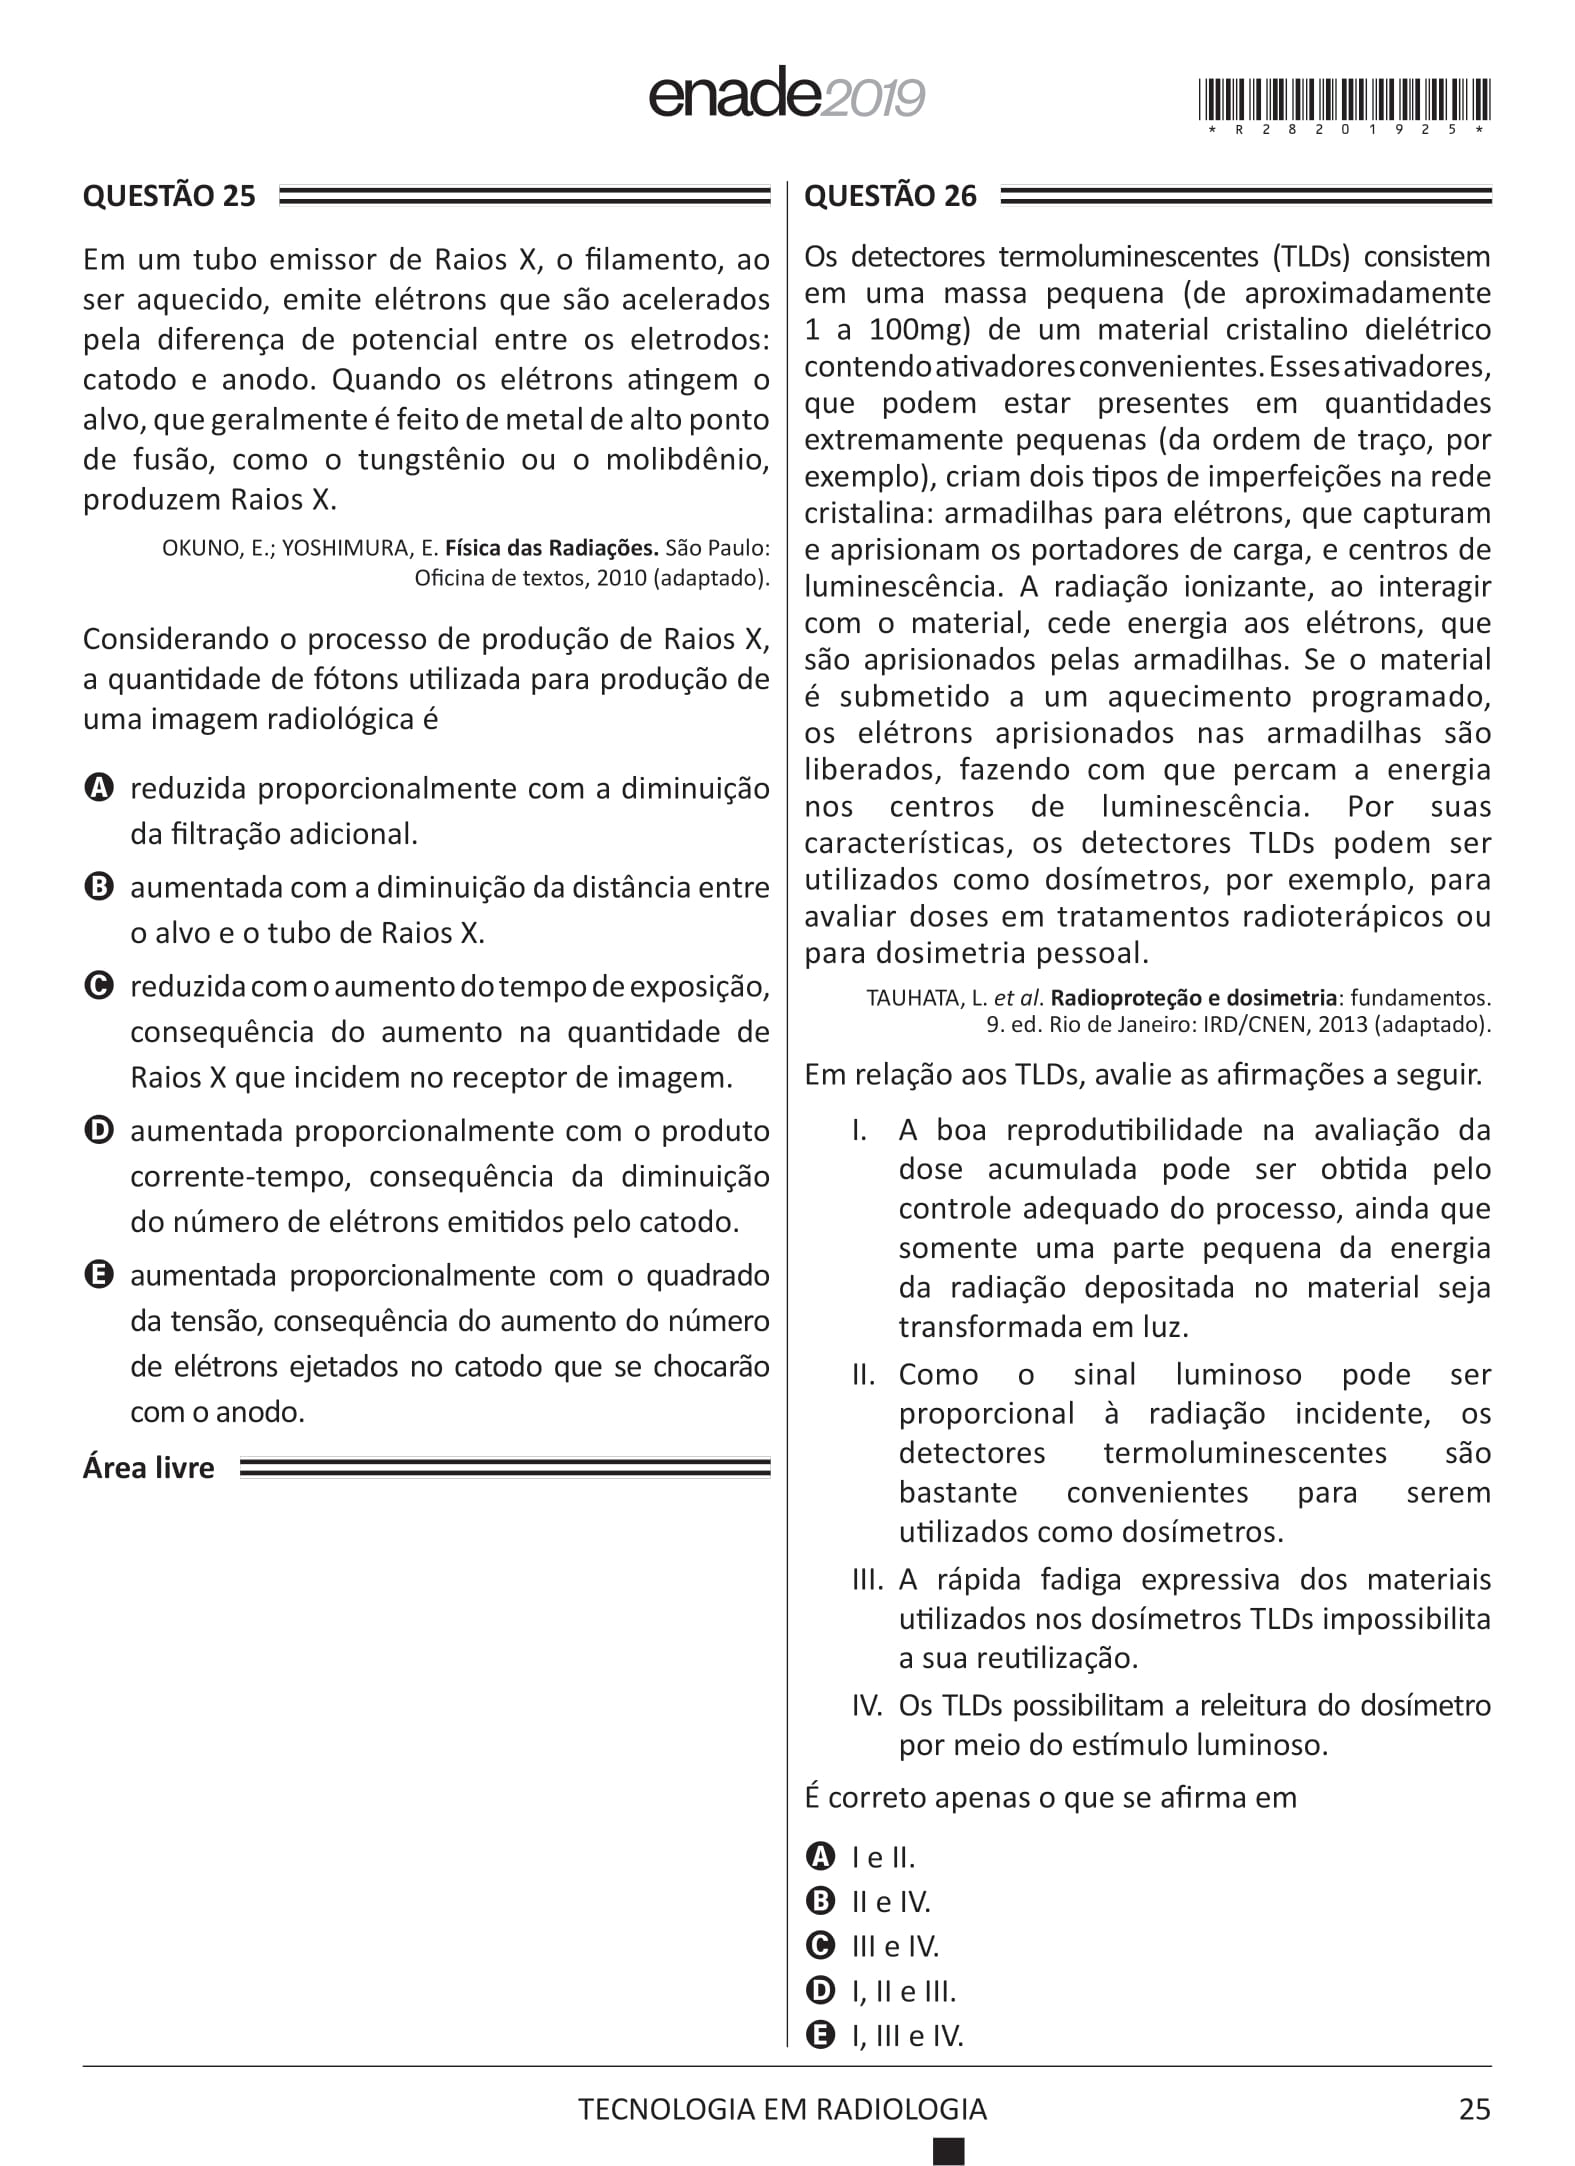 enade2019
*R28201925*
QUESTÃO 25
Em um tubo emissor de Raios X, o filamento, ao
ser aquecido, emite elétrons que são acelerados
pela diferença de potencial entre os eletrodos:
catodo e anodo. Quando os elétrons atingem o
alvo, que geralmente é feito de metal de alto ponto
de fusão, como o tungstênio ou o molibdênio,
produzem Raios X.
OKUNO, E.; YOSHIMURA, E. Física das Radiações. São Paulo:
Oficina de textos, 2010 (adaptado).
Considerando o processo de produção de Raios X,
a quantidade de fótons utilizada para produção de
uma imagem radiológica é
A reduzida proporcionalmente com a diminuição
da filtração adicional.
B aumentada com a diminuição da distância entre
o alvo e o tubo de Raios X.
C reduzida com o aumento do tempo de exposição,
consequência do aumento na quantidade de
Raios X que incidem no receptor de imagem.
D aumentada proporcionalmente com o produto
corrente-tempo, consequência da diminuição
do número de elétrons emitidos pelo catodo.
E aumentada proporcionalmente com o quadrado
da tensão, consequência do aumento do número
de elétrons ejetados no catodo que se chocarão
com o anodo.
Área livre
QUESTÃO 26
Os detectores termoluminescentes (TLDs) consistem
em uma massa pequena (de aproximadamente
1 a 100mg) de um material cristalino dielétrico
contendo ativadores convenientes. Esses ativadores,
que podem estar presentes em quantidades
extremamente pequenas (da ordem de traço, por
exemplo), criam dois tipos de imperfeições na rede
cristalina: armadilhas para elétrons, que capturam
e aprisionam os portadores de carga, e centros de
luminescência. A radiação ionizante, ao interagir
com o material, cede energia aos elétrons, que
são aprisionados pelas armadilhas. Se o material
é submetido a um aquecimento programado,
os elétrons aprisionados nas armadilhas são
liberados, fazendo com que percam a energia
nos centros de luminescência. Por suas
características, os detectores TLDs podem ser
utilizados como dosímetros, por exemplo, para
avaliar doses em tratamentos radioterápicos ou
para dosimetria pessoal.
TAUHATA, L. et al. Radioproteção e dosimetria: fundamentos.
9. ed. Rio de Janeiro: IRD/CNEN, 2013 (adaptado).
Em relação aos TLDs, avalie as afirmações a seguir.
I. A boa reprodutibilidade na avaliação da
dose acumulada pode ser obtida pelo
controle adequado do processo, ainda que
somente uma parte pequena da energia
da radiação depositada no material seja
transformada em luz.
II. Como o sinal luminoso pode ser
proporcional à radiação incidente, os
detectores termoluminescentes são
bastante convenientes para serem
utilizados como dosímetros.
III. A rápida fadiga expressiva dos materiais
utilizados nos dosímetros TLDs impossibilita
a sua reutilização.
IV. Os TLDs possibilitam a releitura do dosímetro
por meio do estímulo luminoso.
É correto apenas o que se afirma em
A I e II.
B II e IV.
C III e IV.
D I, II e III.
E I, III e IV.
TECNOLOGIA EM RADIOLOGIA
25